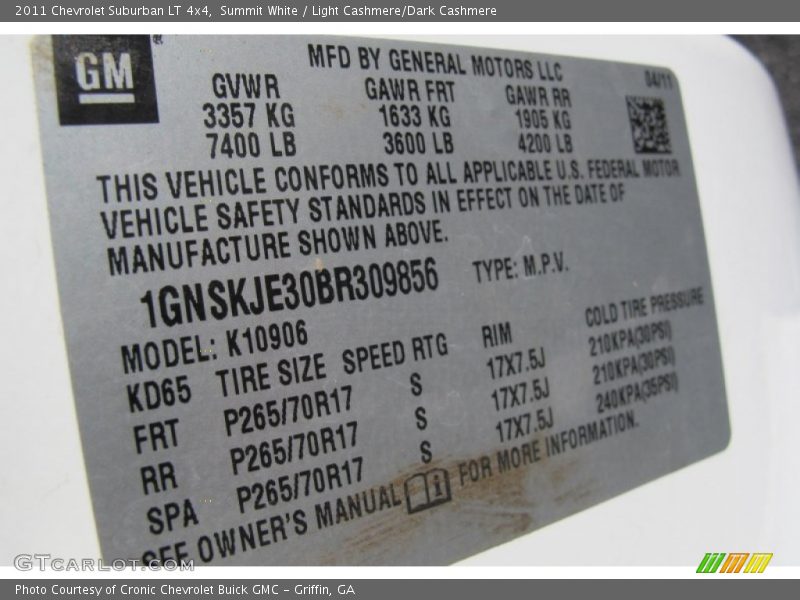 2011 Chevrolet Suburban LT 4x4, Summit White / Light Cashmere/Dark Cashmere
GM
MFD BY GENERAL MOTORS LLC 04/11
GVWR GAWR FRT GAWR RR
3357 KG 1633 KG 1905 KG
7400 LB 3600 LB 4200 LB
THIS VEHICLE CONFORMS TO ALL APPLICABLE U.S. FEDERAL MOTOR
VEHICLE SAFETY STANDARDS IN EFFECT ON THE DATE OF
MANUFACTURE SHOWN ABOVE.
1GNSKJE30BR309856 TYPE: M.P.V.
MODEL: K10906
KD65 TIRE SIZE SPEED RTG RIM COLD TIRE PRESSURE
FRT P265/70R17 S 17X7.5J 210KPA(30PSI)
RR P265/70R17 S 17X7.5J 210KPA(30PSI)
SPA P265/70R17 S 17X7.5J 240KPA(35PSI)
SEE OWNER'S MANUAL i FOR MORE INFORMATION.
GTcarlot.com
Photo Courtesy of Cronic Chevrolet Buick GMC – Griffin, GA